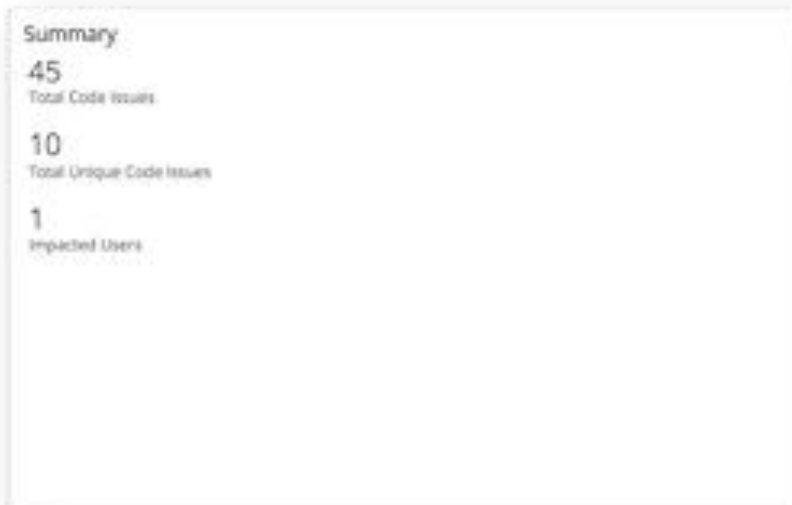 Summary
45
Total Code Issues
10
Total Unique Code Issues
1
Impacted Users